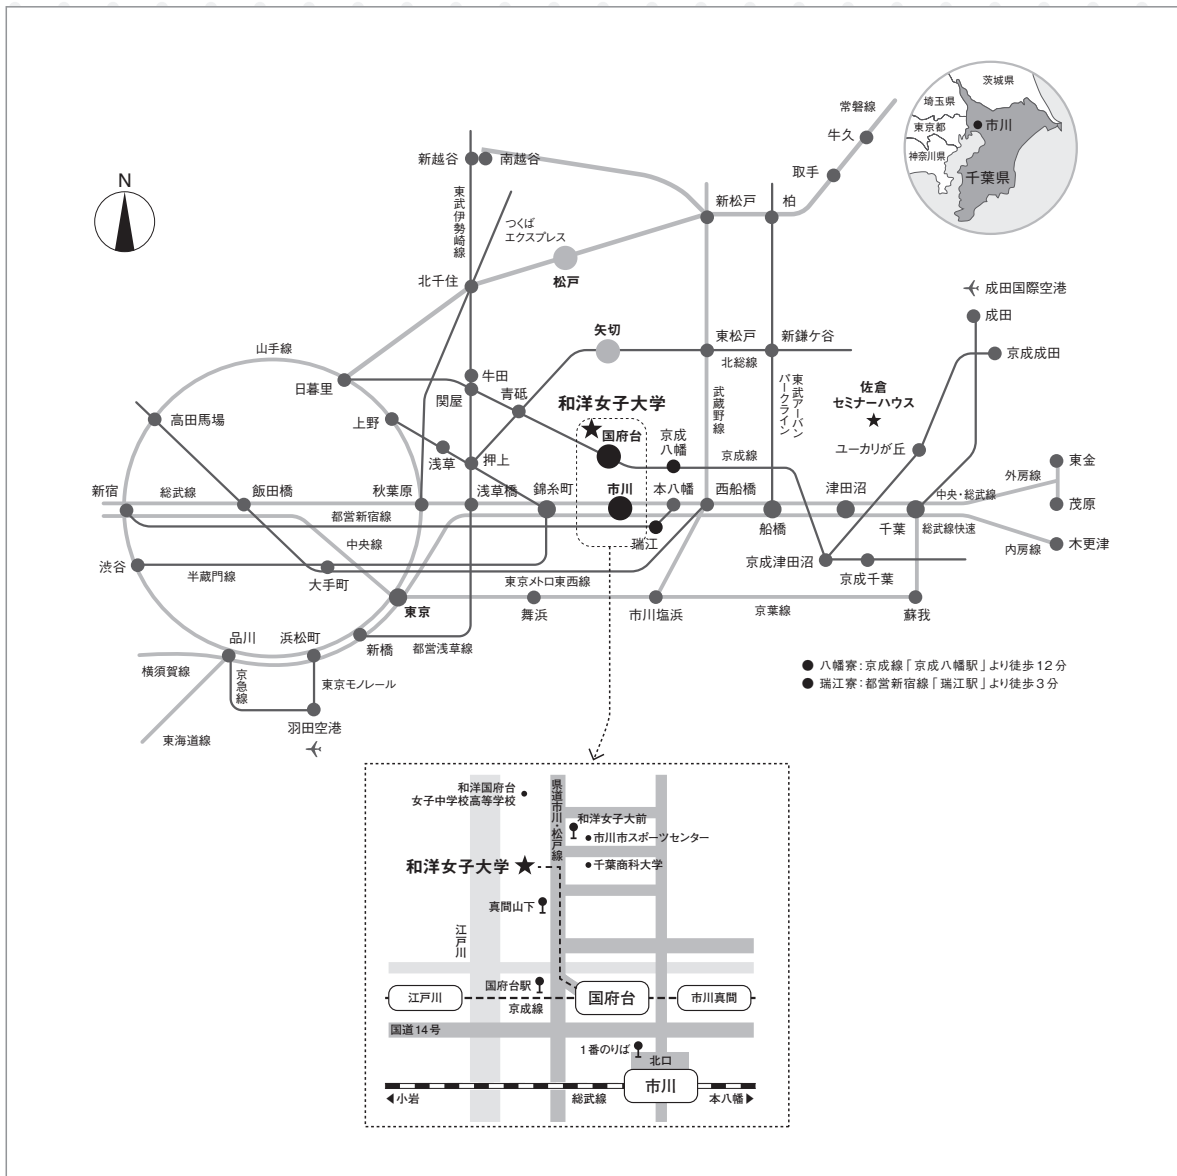 常磐線
牛久
取手
茨城県
埼玉県
東京都
市川
神奈川県
千葉県
N
新越谷
南越谷
東武伊勢崎線
つくば
エクスプレス
新松戸
柏
北千住
松戸
成田国際空港
成田
矢切
東松戸
新鎌ケ谷
北総線
京成成田
山手線
日暮里
牛田
関屋
青砥
武蔵野線
東武アーバン
パークライン
佐倉
セミナーハウス
高田馬場
上野
和洋女子大学
国府台
京成
八幡
京成線
ユーカリが丘
浅草
押上
東金
外房線
新宿
総武線
飯田橋
秋葉原
浅草橋
錦糸町
市川
本八幡
西船橋
津田沼
中央・総武線
茂原
都営新宿線
船橋
千葉
総武線快速
中央線
瑞江
内房線
木更津
渋谷
半蔵門線
大手町
京成津田沼
京成千葉
東京メトロ東西線
東京
舞浜
市川塩浜
京葉線
蘇我
品川
浜松町
新橋
都営浅草線
横須賀線
京急線
東京モノレール
東海道線
羽田空港
八幡寮：京成線「京成八幡駅」より徒歩12分
瑞江寮：都営新宿線「瑞江駅」より徒歩3分
和洋国府台
女子中学校高等学校
県道市川・松戸線
和洋女子大前
市川市スポーツセンター
和洋女子大学
千葉商科大学
真間山下
江戸川
国府台駅
江戸川
京成線
国府台
市川真間
国道14号
1番のりば
北口
市川
小岩
総武線
本八幡